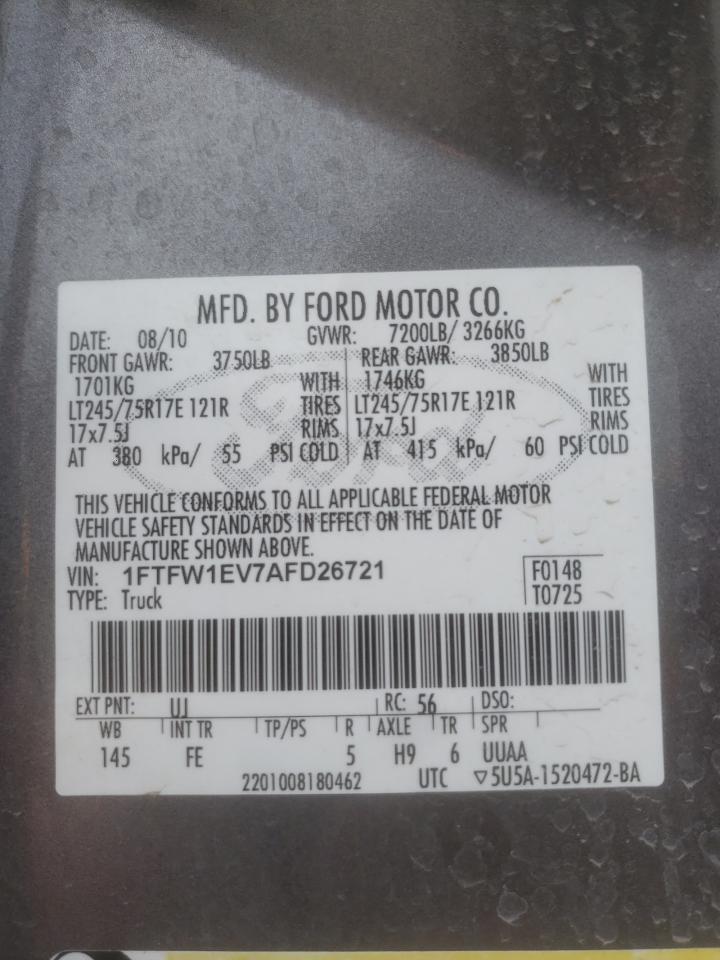 MFD. BY FORD MOTOR CO.
DATE: 08/10 GVWR: 7200LB/ 3266KG
FRONT GAWR: 3750LB REAR GAWR: 3850LB
1701KG WITH 1746KG WITH
LT245/75R17E 121R TIRES LT245/75R17E 121R TIRES
17x7.5J RIMS 17x7.5J RIMS
AT 380 kPa/ 55 PSI COLD AT 415 kPa/ 60 PSI COLD
Ford
THIS VEHICLE CONFORMS TO ALL APPLICABLE FEDERAL MOTOR
VEHICLE SAFETY STANDARDS IN EFFECT ON THE DATE OF
MANUFACTURE SHOWN ABOVE.
VIN: 1FTFW1EV7AFD26721 F0148
TYPE: Truck T0725
EXT PNT: UJ RC: 56 DSO:
WB INT TR TP/PS R AXLE TR SPR
145 FE 5 H9 6 UUAA
2201008180462 UTC ▽5U5A-1520472-BA